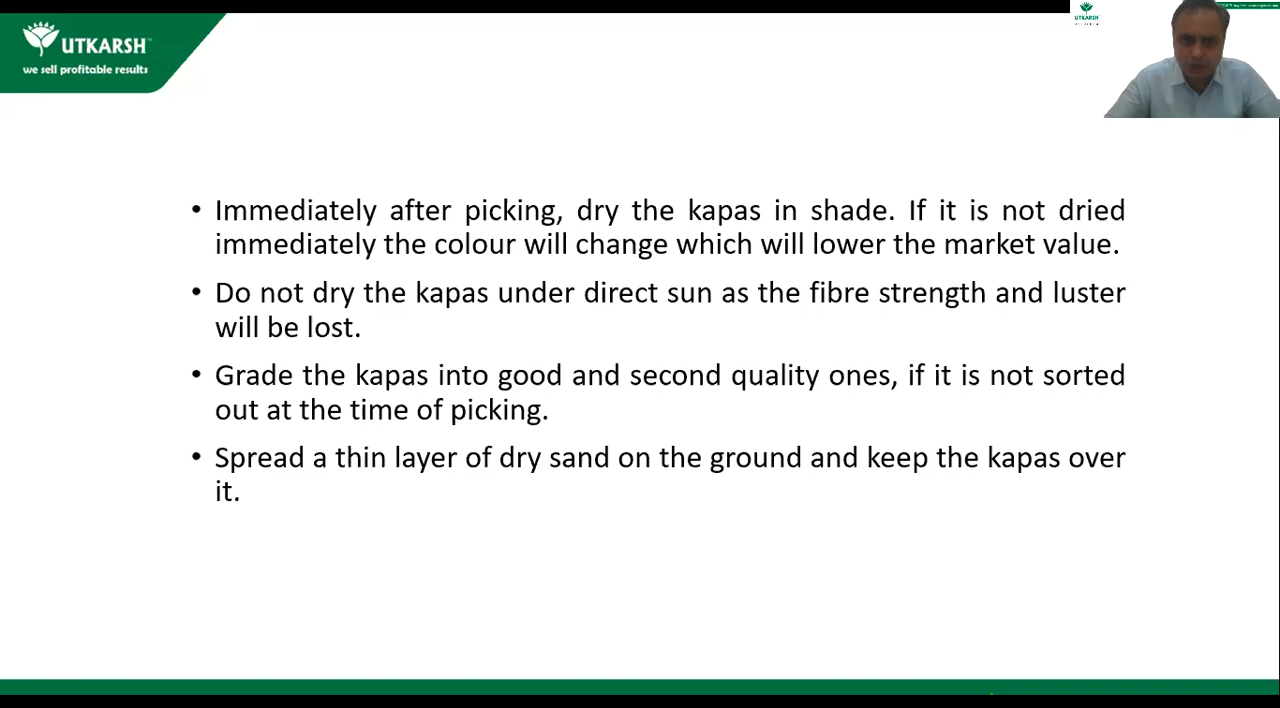 UTKARSH™
we sell profitable results
UTKARSH
• Immediately after picking, dry the kapas in shade. If it is not dried
immediately the colour will change which will lower the market value.
• Do not dry the kapas under direct sun as the fibre strength and luster
will be lost.
• Grade the kapas into good and second quality ones, if it is not sorted
out at the time of picking.
• Spread a thin layer of dry sand on the ground and keep the kapas over
it.